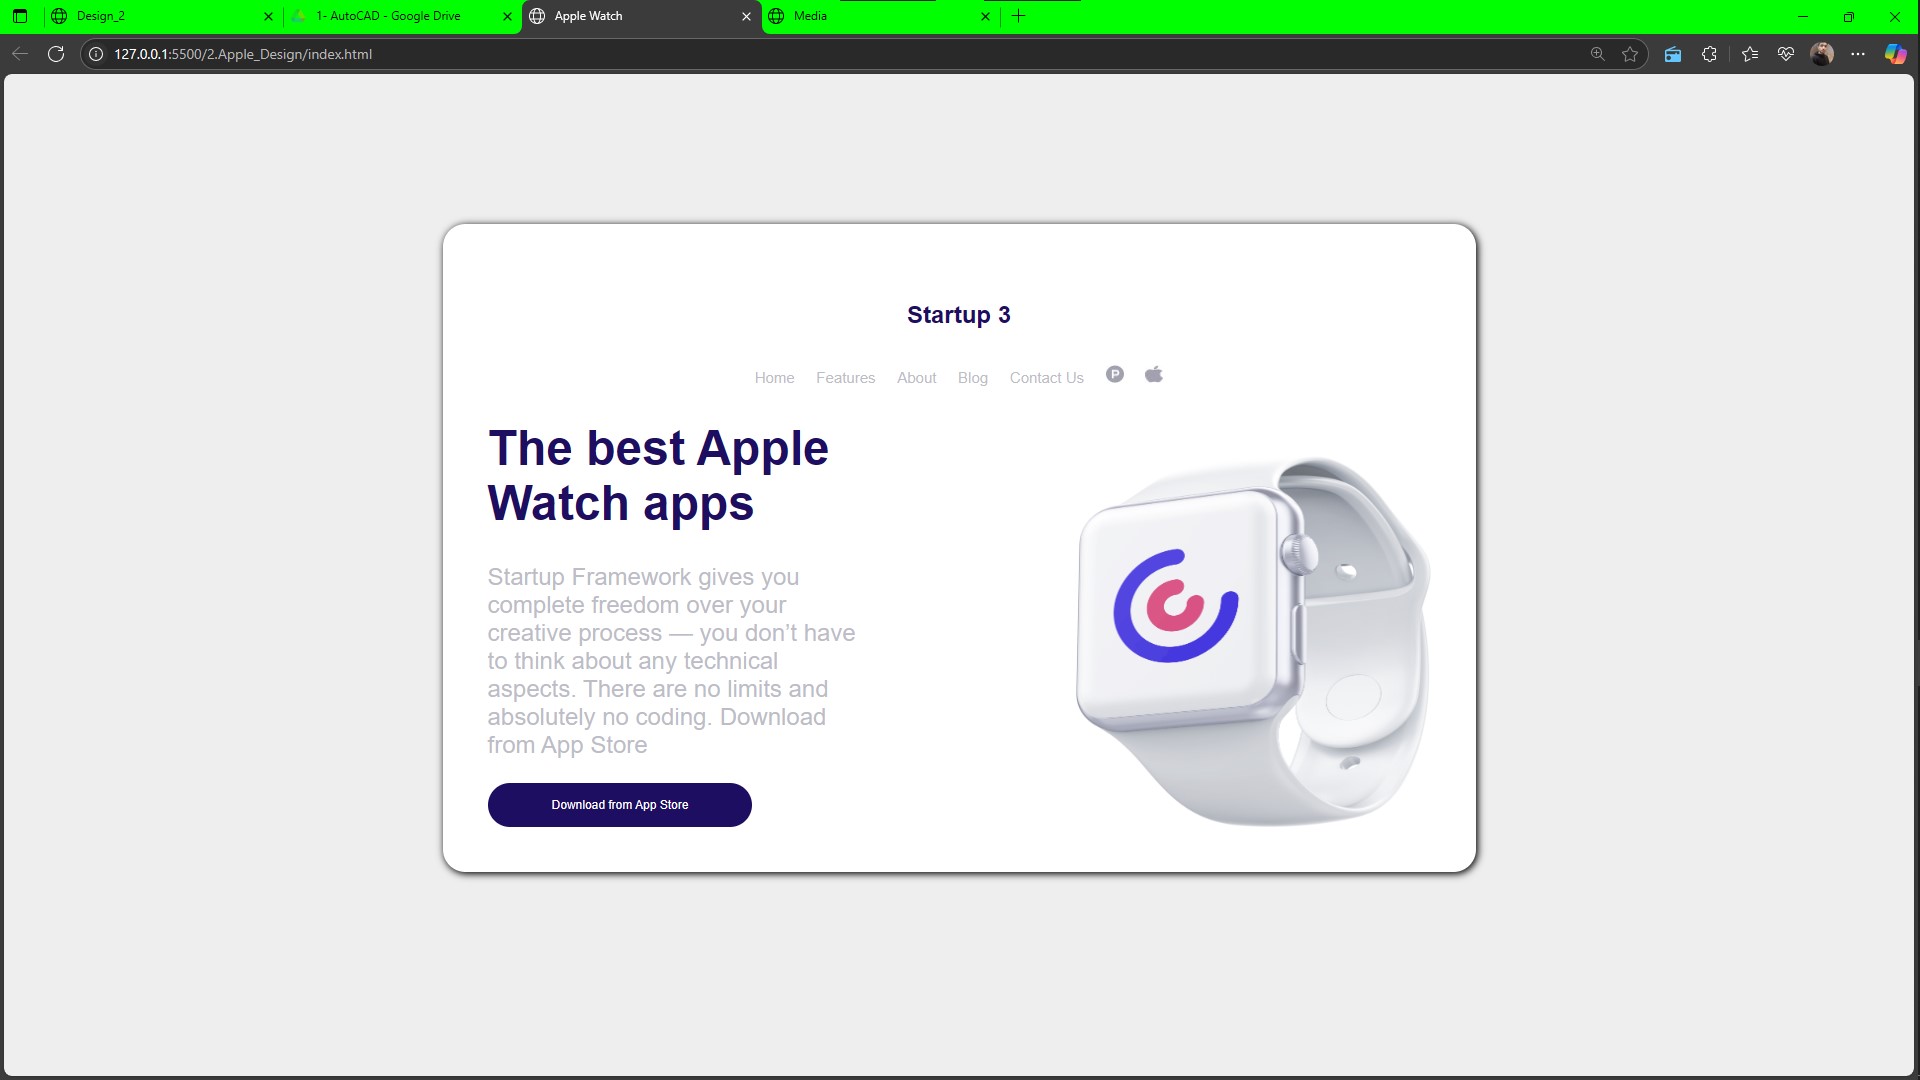 Design_2
1- AutoCAD - Google Drive
Apple Watch
Media
127.0.0.1:5500/2.Apple_Design/index.html
Startup 3
Home Features About Blog Contact Us
The best Apple
Watch apps
Startup Framework gives you
complete freedom over your
creative process — you don’t have
to think about any technical
aspects. There are no limits and
absolutely no coding. Download
from App Store
Download from App Store